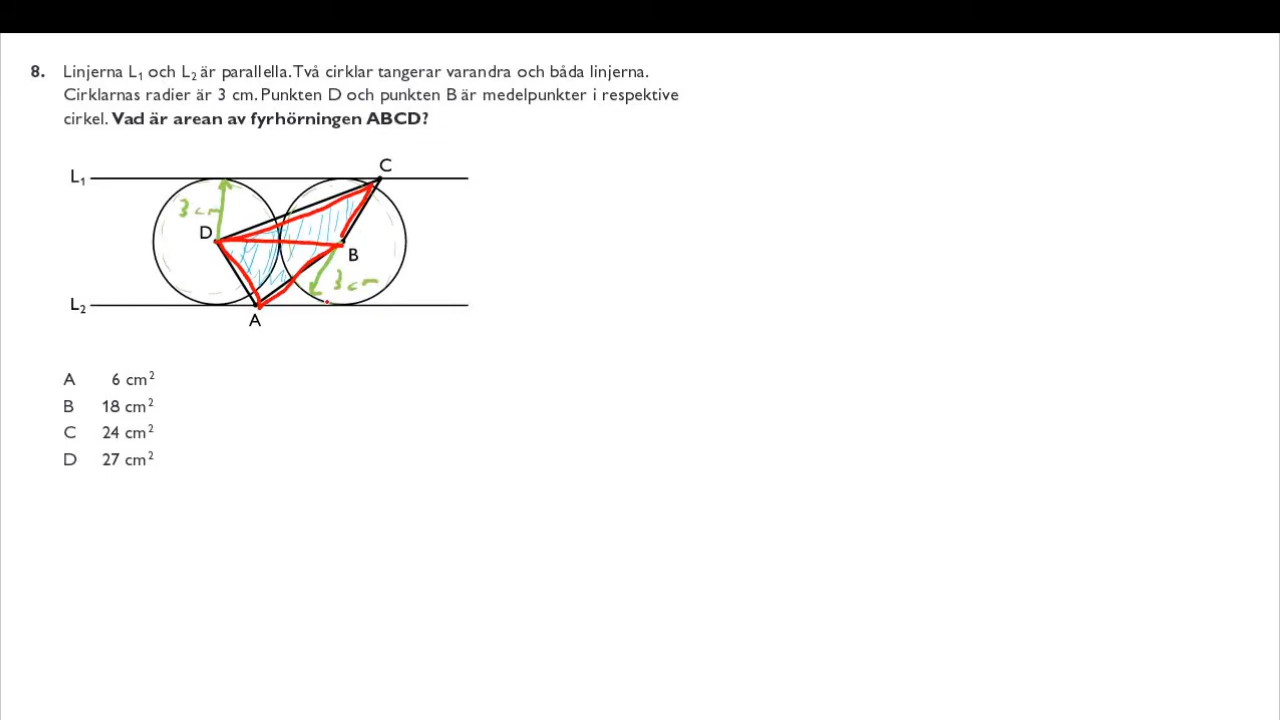 8. Linjerna L₁ och L₂ är parallella. Två cirklar tangerar varandra och båda linjerna.
Cirklarnas radier är 3 cm. Punkten D och punkten B är medelpunkter i respektive
cirkel. Vad är arean av fyrhörningen ABCD?
C
L₁
3 cm
D
B
3 cm
L₂
A
A 6 cm²
B 18 cm²
C 24 cm²
D 27 cm²